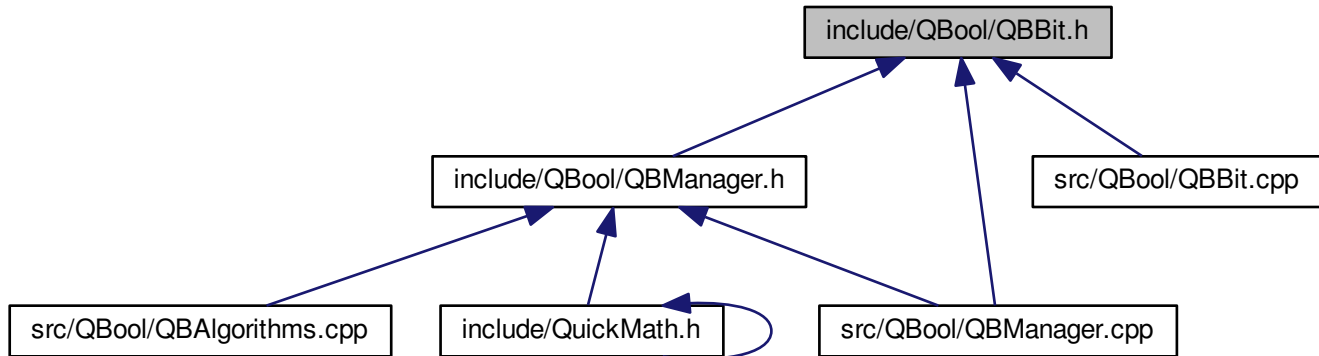 include/QBool/QBBit.h
include/QBool/QBManager.h
src/QBool/QBBit.cpp
src/QBool/QBAlgorithms.cpp
include/QuickMath.h
src/QBool/QBManager.cpp